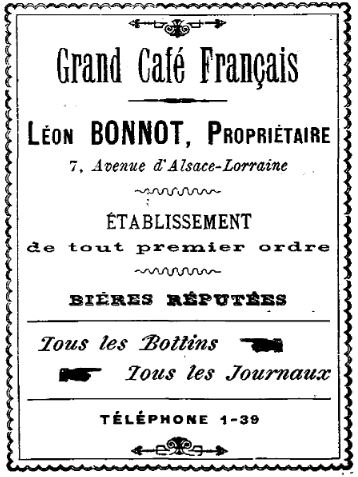 Grand Café Français
LÉON BONNOT, PROPRIÉTAIRE
7, Avenue d'Alsace-Lorraine
ÉTABLISSEMENT
de tout premier ordre
BIÈRES RÉPUTÉES
Tous les Bottins
Tous les Journaux
TÉLÉPHONE 1-39